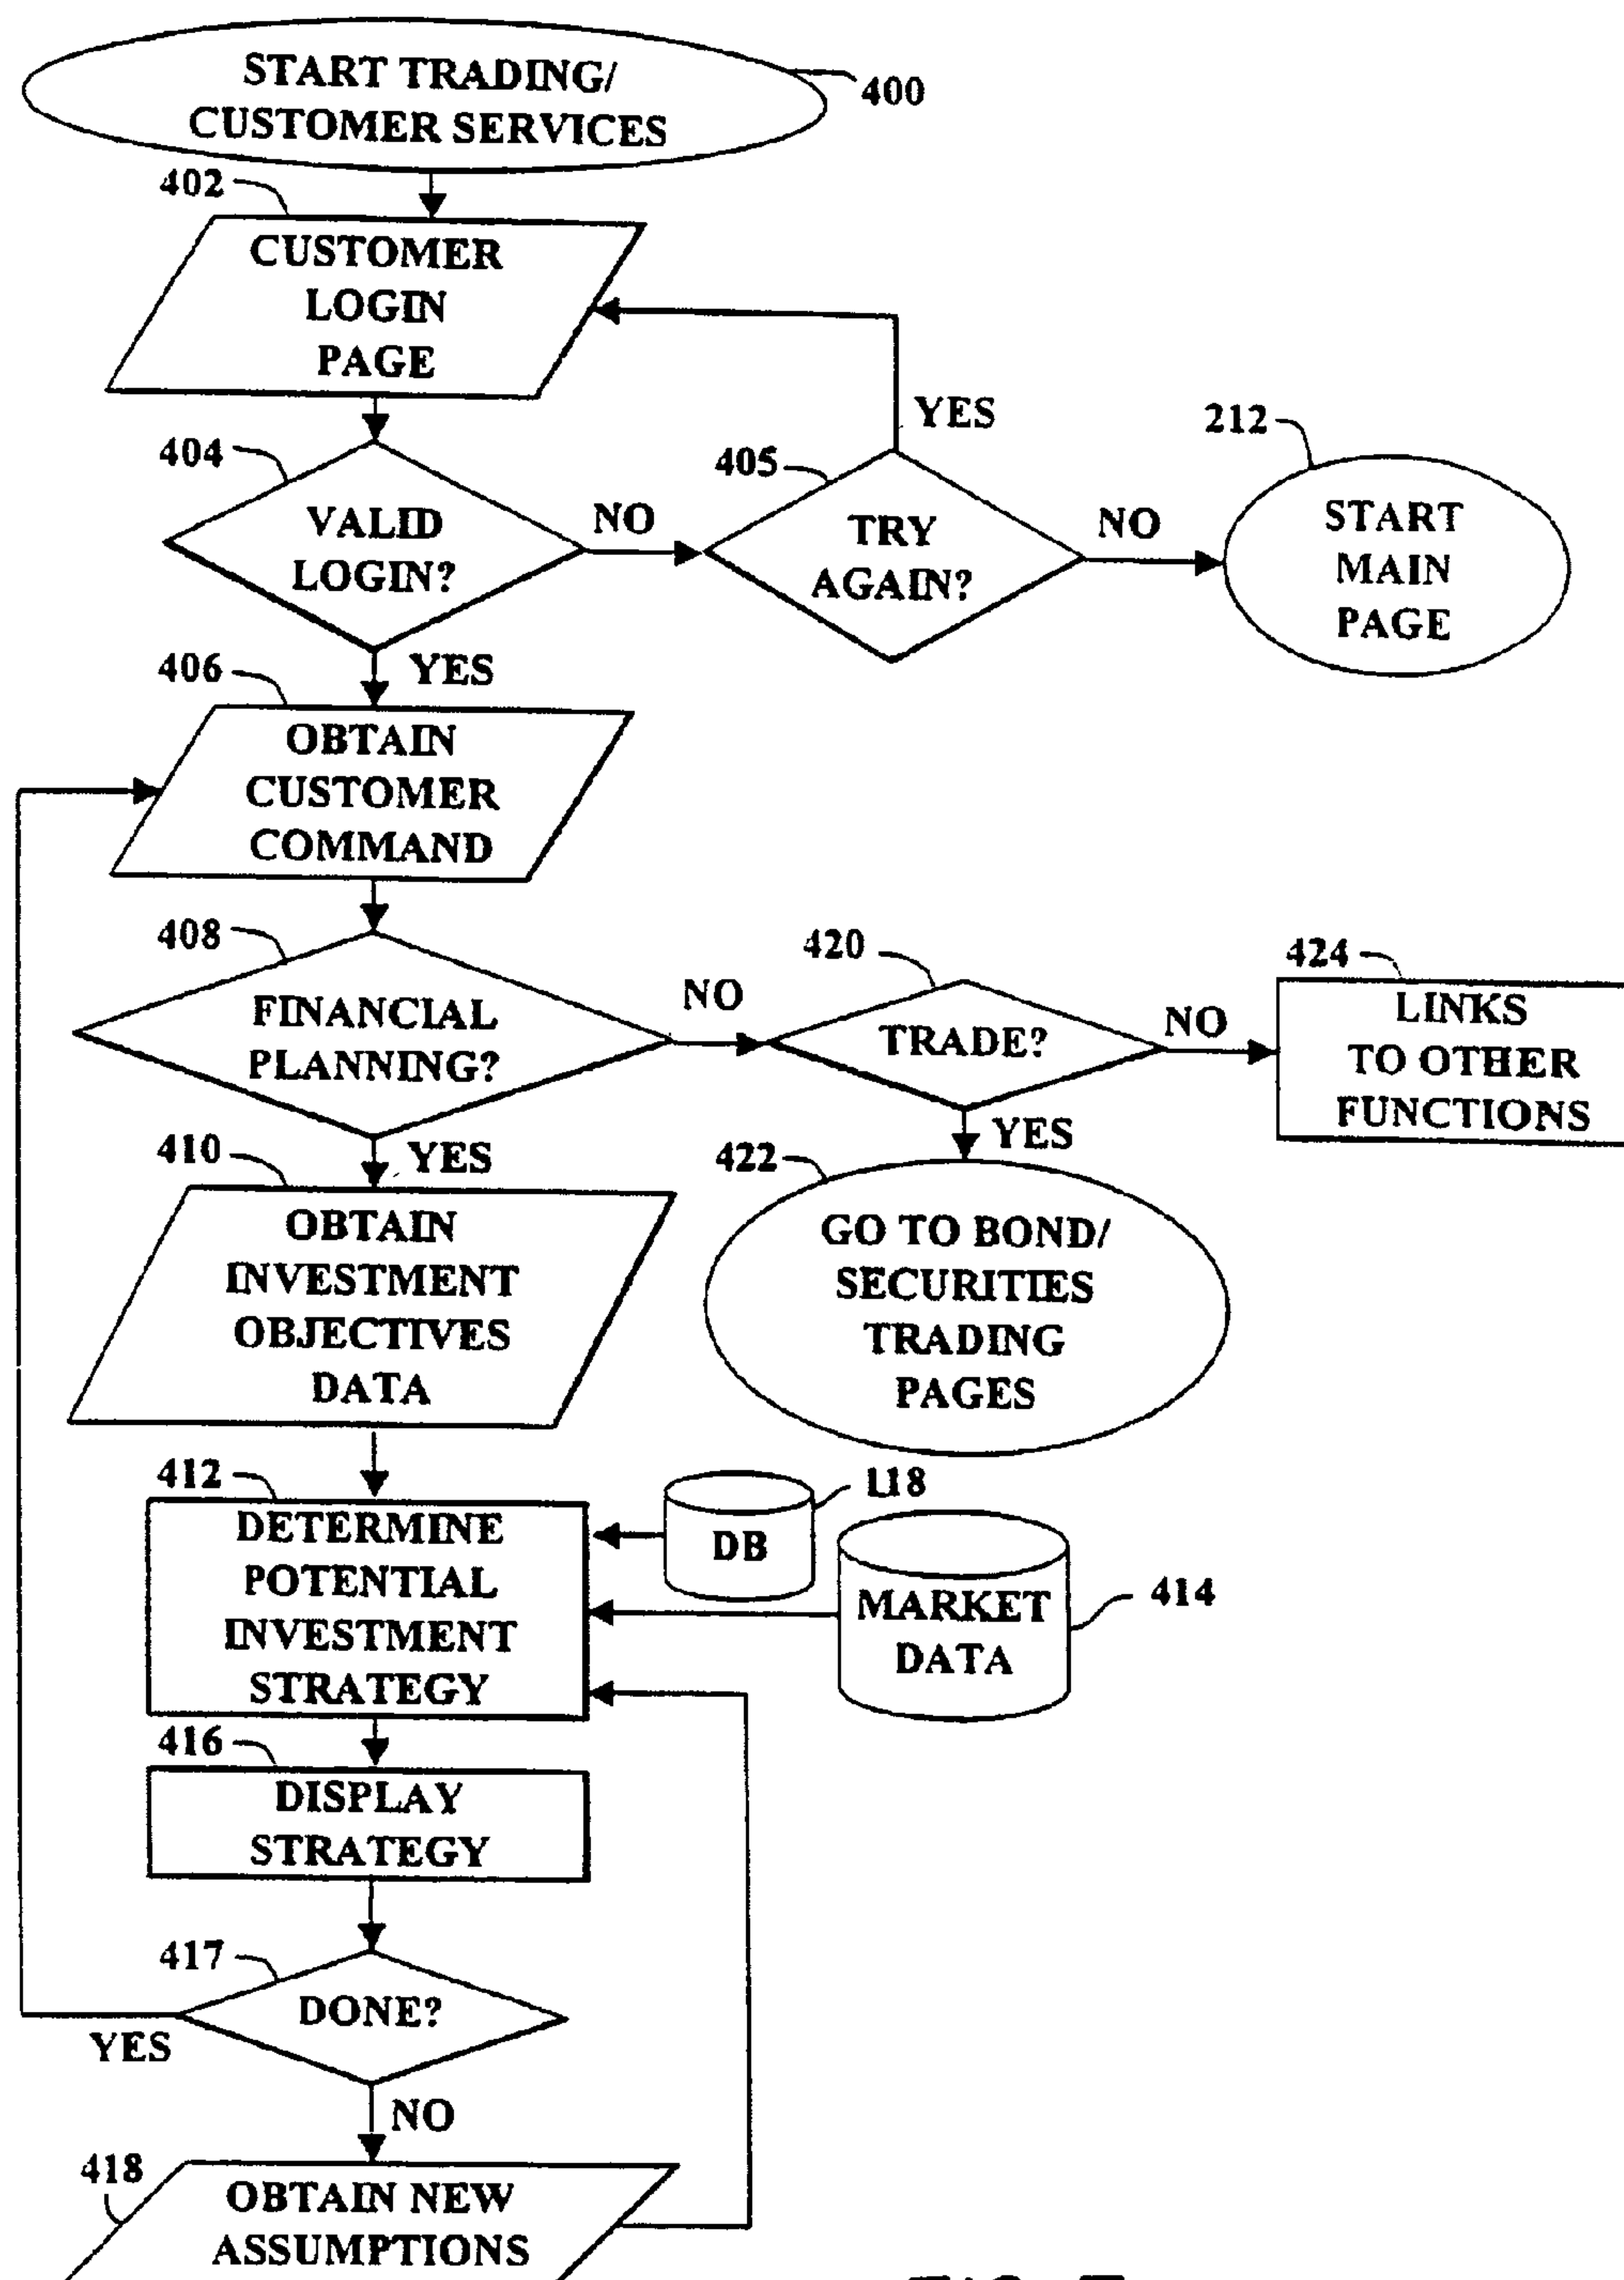 START TRADING/
CUSTOMER SERVICES
400
402
CUSTOMER
LOGIN
PAGE
YES
404
VALID
LOGIN?
NO
405
TRY
AGAIN?
NO
212
START
MAIN
PAGE
YES
406
OBTAIN
CUSTOMER
COMMAND
408
FINANCIAL
PLANNING?
NO
420
TRADE?
NO
424
LINKS
TO OTHER
FUNCTIONS
YES
410
OBTAIN
INVESTMENT
OBJECTIVES
DATA
YES
422
GO TO BOND/
SECURITIES
TRADING
PAGES
412
DETERMINE
POTENTIAL
INVESTMENT
STRATEGY
DB
118
MARKET
DATA
414
416
DISPLAY
STRATEGY
417
DONE?
YES
NO
418
OBTAIN NEW
ASSUMPTIONS